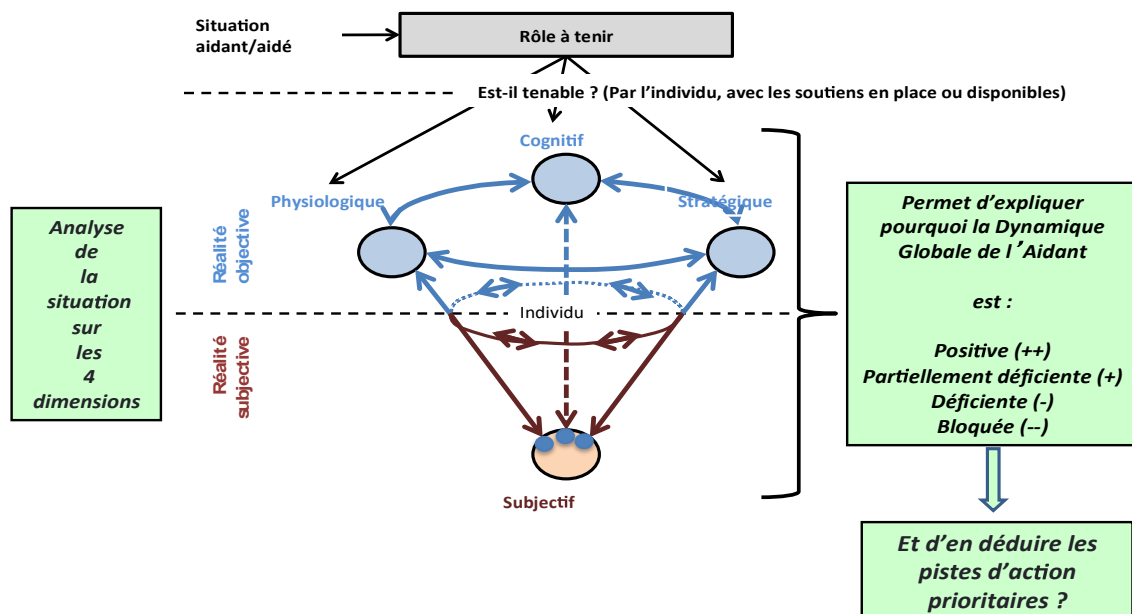 Situation
aidant/aidé
Rôle à tenir
Est-il tenable ? (Par l’individu, avec les soutiens en place ou disponibles)
Cognitif
Physiologique
Stratégique
Analyse
de
la
situation
sur
les
4
dimensions
Réalité
objective
Individu
Réalité
subjective
Subjectif
Permet d’expliquer
pourquoi la Dynamique
Globale de l ’Aidant
est :
Positive (++)
Partiellement déficiente (+)
Déficiente (-)
Bloquée (--)
Et d’en déduire les
pistes d’action
prioritaires ?